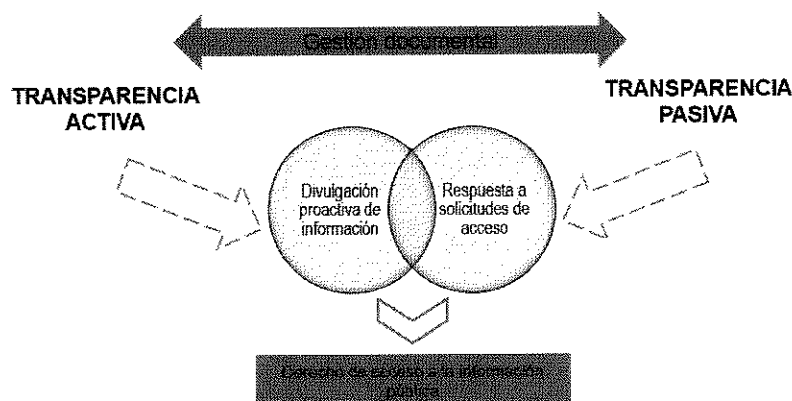 Gestión documental
TRANSPARENCIA
ACTIVA
TRANSPARENCIA
PASIVA
Divulgación
proactiva de
información
Respuesta a
solicitudes de
acceso
Derecho de acceso a la información
pública